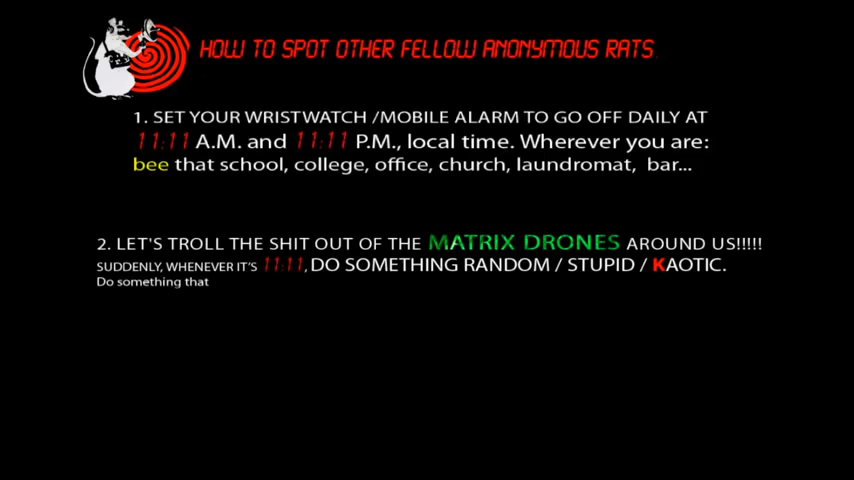 HOW TO SPOT OTHER FELLOW ANONYMOUS RATS
1. SET YOUR WRISTWATCH /MOBILE ALARM TO GO OFF DAILY AT
11:11 A.M. and 11:11 P.M., local time. Wherever you are:
bee that school, college, office, church, laundromat, bar...
2. LET'S TROLL THE SHIT OUT OF THE MATRIX DRONES AROUND US!!!!!
SUDDENLY, WHENEVER IT'S 11:11, DO SOMETHING RANDOM / STUPID / KAOTIC.
Do something that